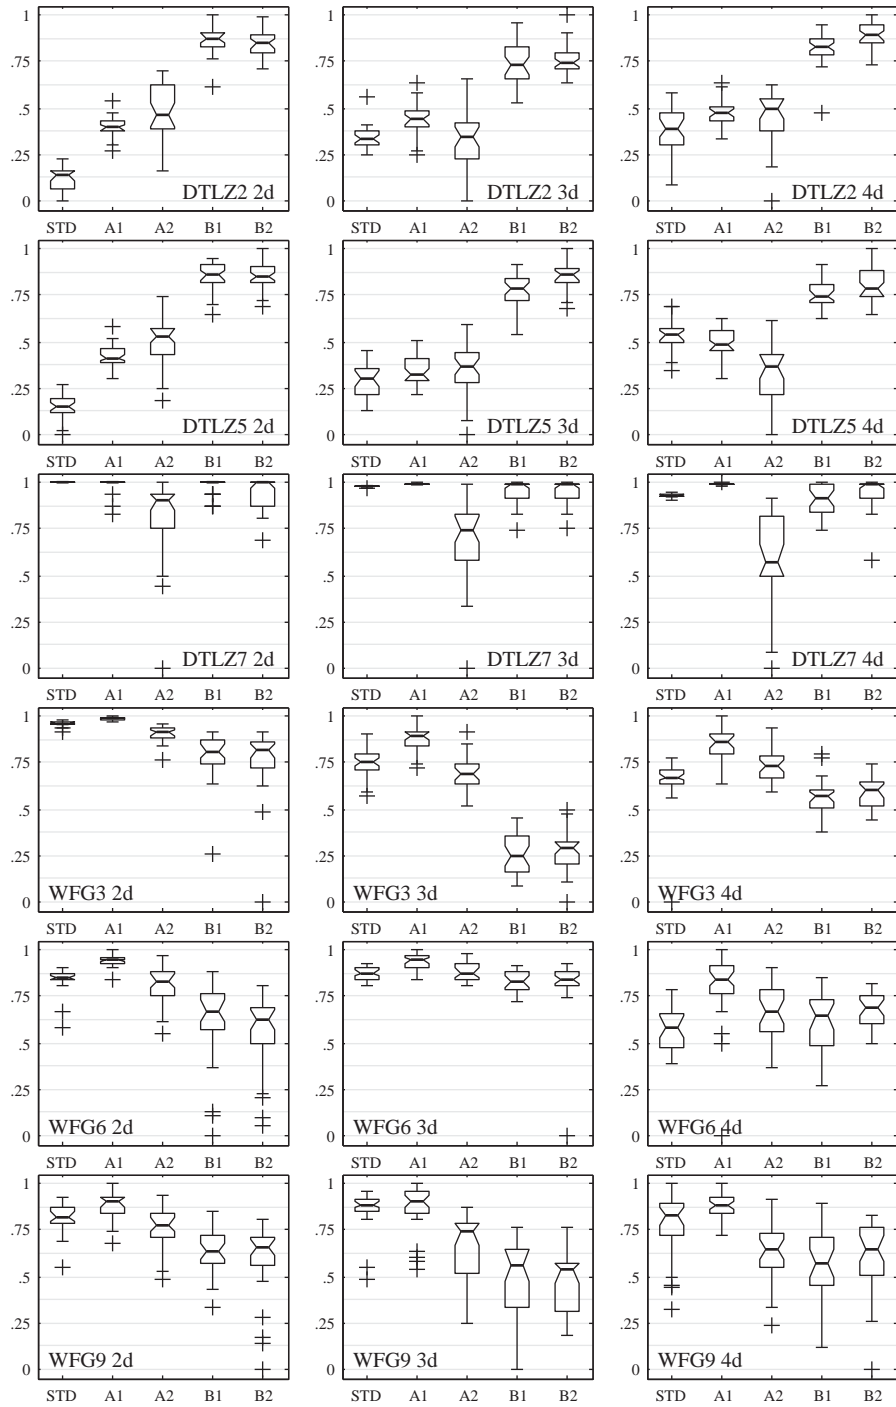 1 1 1
.75 .75 .75
.5 .5 .5
.25 .25 .25
0 DTLZ2 2d 0 DTLZ2 3d 0 DTLZ2 4d
STD A1 A2 B1 B2 STD A1 A2 B1 B2 STD A1 A2 B1 B2
1 1 1
.75 .75 .75
.5 .5 .5
.25 .25 .25
0 DTLZ5 2d 0 DTLZ5 3d 0 DTLZ5 4d
STD A1 A2 B1 B2 STD A1 A2 B1 B2 STD A1 A2 B1 B2
1 1 1
.75 .75 .75
.5 .5 .5
.25 .25 .25
0 DTLZ7 2d 0 DTLZ7 3d 0 DTLZ7 4d
STD A1 A2 B1 B2 STD A1 A2 B1 B2 STD A1 A2 B1 B2
1 1 1
.75 .75 .75
.5 .5 .5
.25 .25 .25
0 WFG3 2d 0 WFG3 3d 0 WFG3 4d
STD A1 A2 B1 B2 STD A1 A2 B1 B2 STD A1 A2 B1 B2
1 1 1
.75 .75 .75
.5 .5 .5
.25 .25 .25
0 WFG6 2d 0 WFG6 3d 0 WFG6 4d
STD A1 A2 B1 B2 STD A1 A2 B1 B2 STD A1 A2 B1 B2
1 1 1
.75 .75 .75
.5 .5 .5
.25 .25 .25
0 WFG9 2d 0 WFG9 3d 0 WFG9 4d
STD A1 A2 B1 B2 STD A1 A2 B1 B2 STD A1 A2 B1 B2